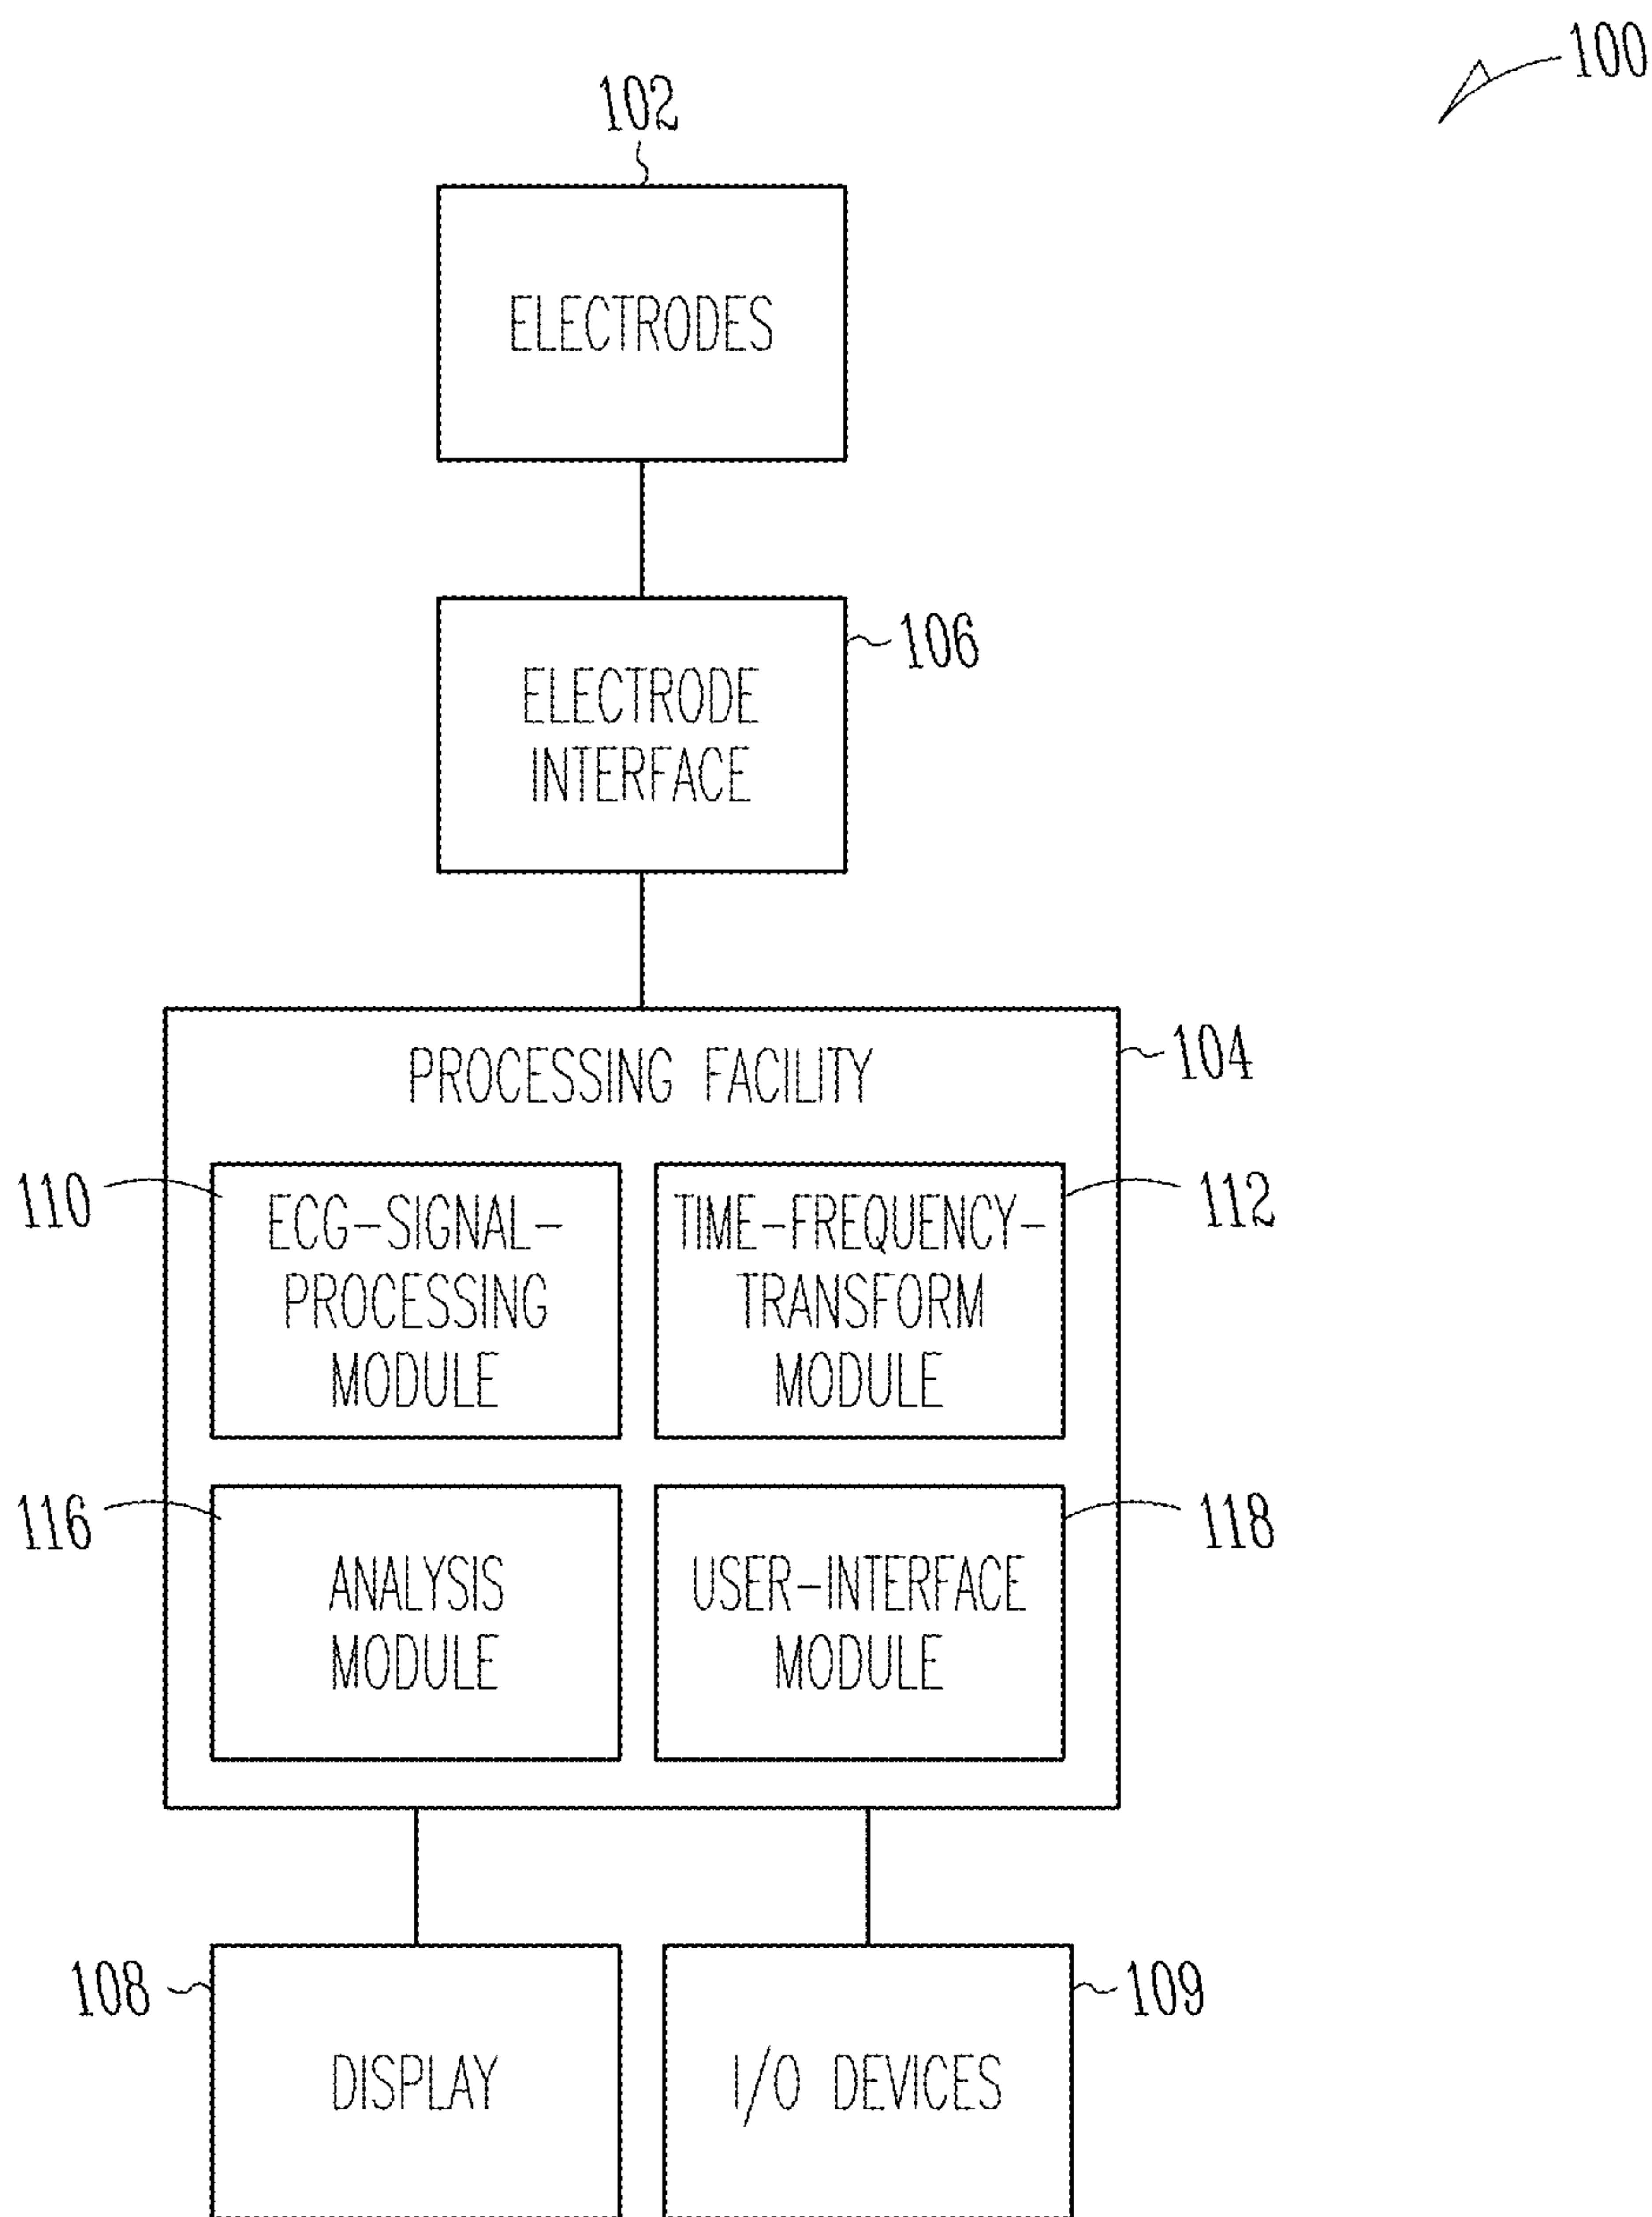 100
102
ELECTRODES
106
ELECTRODE
INTERFACE
104
PROCESSING FACILITY
110
ECG-SIGNAL-
PROCESSING
MODULE
112
TIME-FREQUENCY-
TRANSFORM
MODULE
116
ANALYSIS
MODULE
118
USER-INTERFACE
MODULE
108
DISPLAY
109
I/O DEVICES